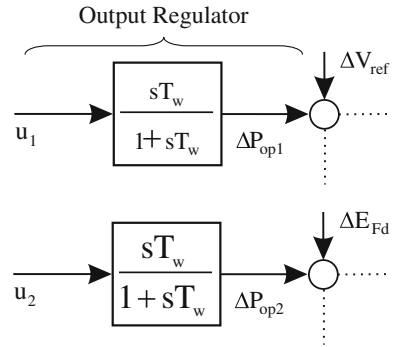 Output Regulator
ΔV_ref
sT_w
1+sT_w
u_1
ΔP_op1
ΔE_Fd
sT_w
1+sT_w
u_2
ΔP_op2